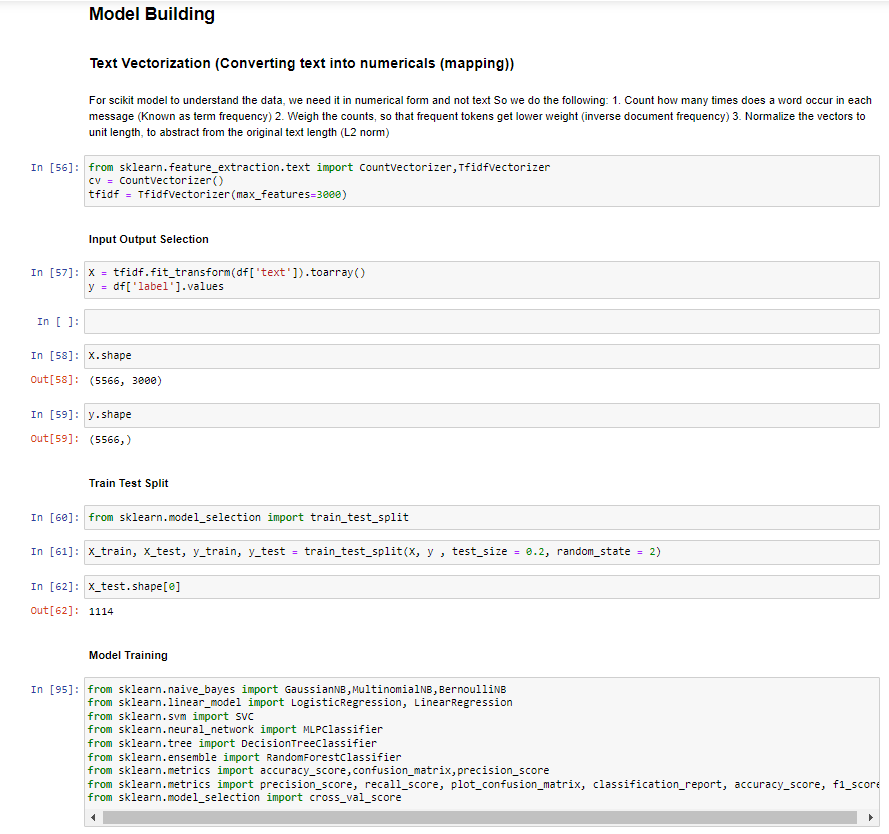 Model Building
Text Vectorization (Converting text into numericals (mapping))
For scikit model to understand the data, we need it in numerical form and not text So we do the following: 1. Count how many times does a word occur in each
message (Known as term frequency) 2. Weigh the counts, so that frequent tokens get lower weight (inverse document frequency) 3. Normalize the vectors to
unit length, to abstract from the original text length (L2 norm)
In [56]: from sklearn.feature_extraction.text import CountVectorizer,TfidfVectorizer
cv = CountVectorizer()
tfidf = TfidfVectorizer(max_features=3000)
Input Output Selection
In [57]: X = tfidf.fit_transform(df['text']).toarray()
y = df['label'].values
In [ ]:
In [58]: X.shape
Out[58]: (5566, 3000)
In [59]: y.shape
Out[59]: (5566,)
Train Test Split
In [60]: from sklearn.model_selection import train_test_split
In [61]: X_train, X_test, y_train, y_test = train_test_split(X, y , test_size = 0.2, random_state = 2)
In [62]: X_test.shape[0]
Out[62]: 1114
Model Training
In [95]: from sklearn.naive_bayes import GaussianNB,MultinomialNB,BernoulliNB
from sklearn.linear_model import LogisticRegression, LinearRegression
from sklearn.svm import SVC
from sklearn.neural_network import MLPClassifier
from sklearn.tree import DecisionTreeClassifier
from sklearn.ensemble import RandomForestClassifier
from sklearn.metrics import accuracy_score,confusion_matrix,precision_score
from sklearn.metrics import precision_score, recall_score, plot_confusion_matrix, classification_report, accuracy_score, f1_score
from sklearn.model_selection import cross_val_score